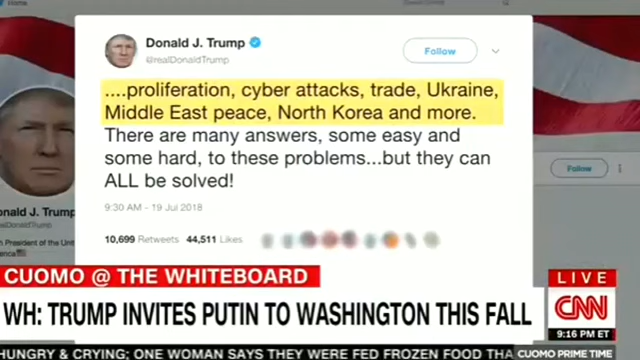 Donald J. Trump
@realDonaldTrump
Follow
....proliferation, cyber attacks, trade, Ukraine,
Middle East peace, North Korea and more.
There are many answers, some easy and
some hard, to these problems...but they can
ALL be solved!
9:30 AM - 19 Jul 2018
10,699 Retweets 44,511 Likes
onald J. Trump
Follow
CUOMO @ THE WHITEBOARD
WH: TRUMP INVITES PUTIN TO WASHINGTON THIS FALL
LIVE
CNN
9:16 PM ET
HUNGRY & CRYING; ONE WOMAN SAYS THEY WERE FED FROZEN FOOD THA
CUOMO PRIME TIME